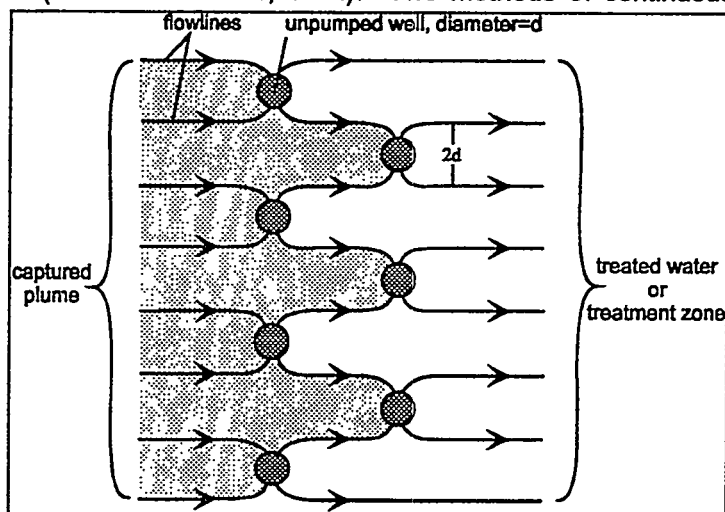 flowlines
unpumped well, diameter=d
2d
captured
plume
treated water
or
treatment zone